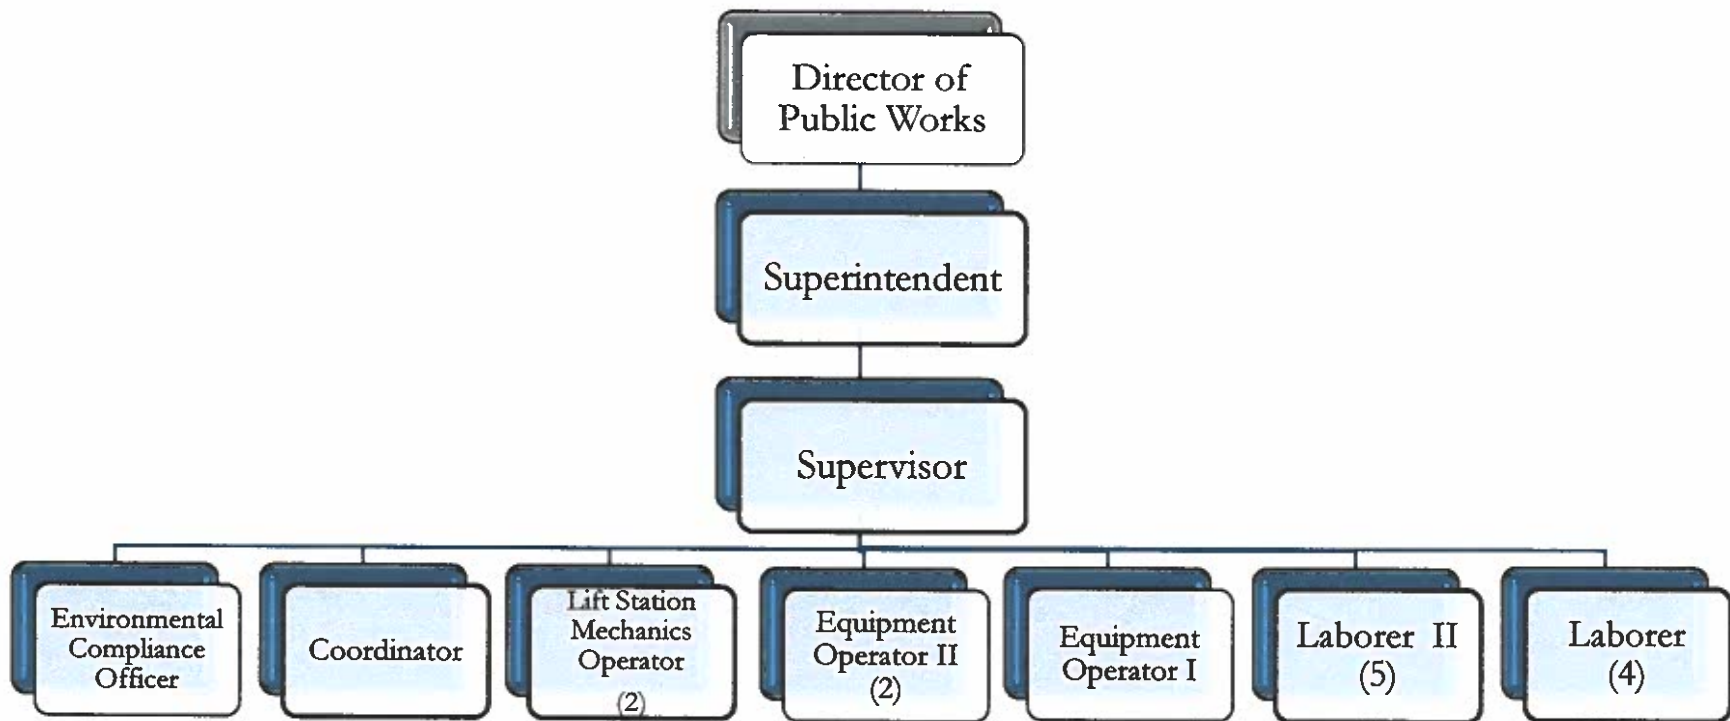 Director of
Public Works
Superintendent
Supervisor
Environmental
Compliance
Officer
Coordinator
Lift Station
Mechanics
Operator
(2)
Equipment
Operator II
(2)
Equipment
Operator I
Laborer II
(5)
Laborer
(4)